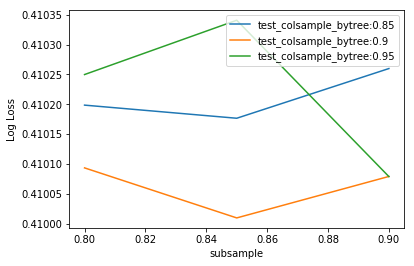 0.41035
0.41030
0.41025
0.41020
0.41015
0.41010
0.41005
0.41000
Log Loss
test_colsample_bytree:0.85
test_colsample_bytree:0.9
test_colsample_bytree:0.95
0.80 0.82 0.84 0.86 0.88 0.90
subsample